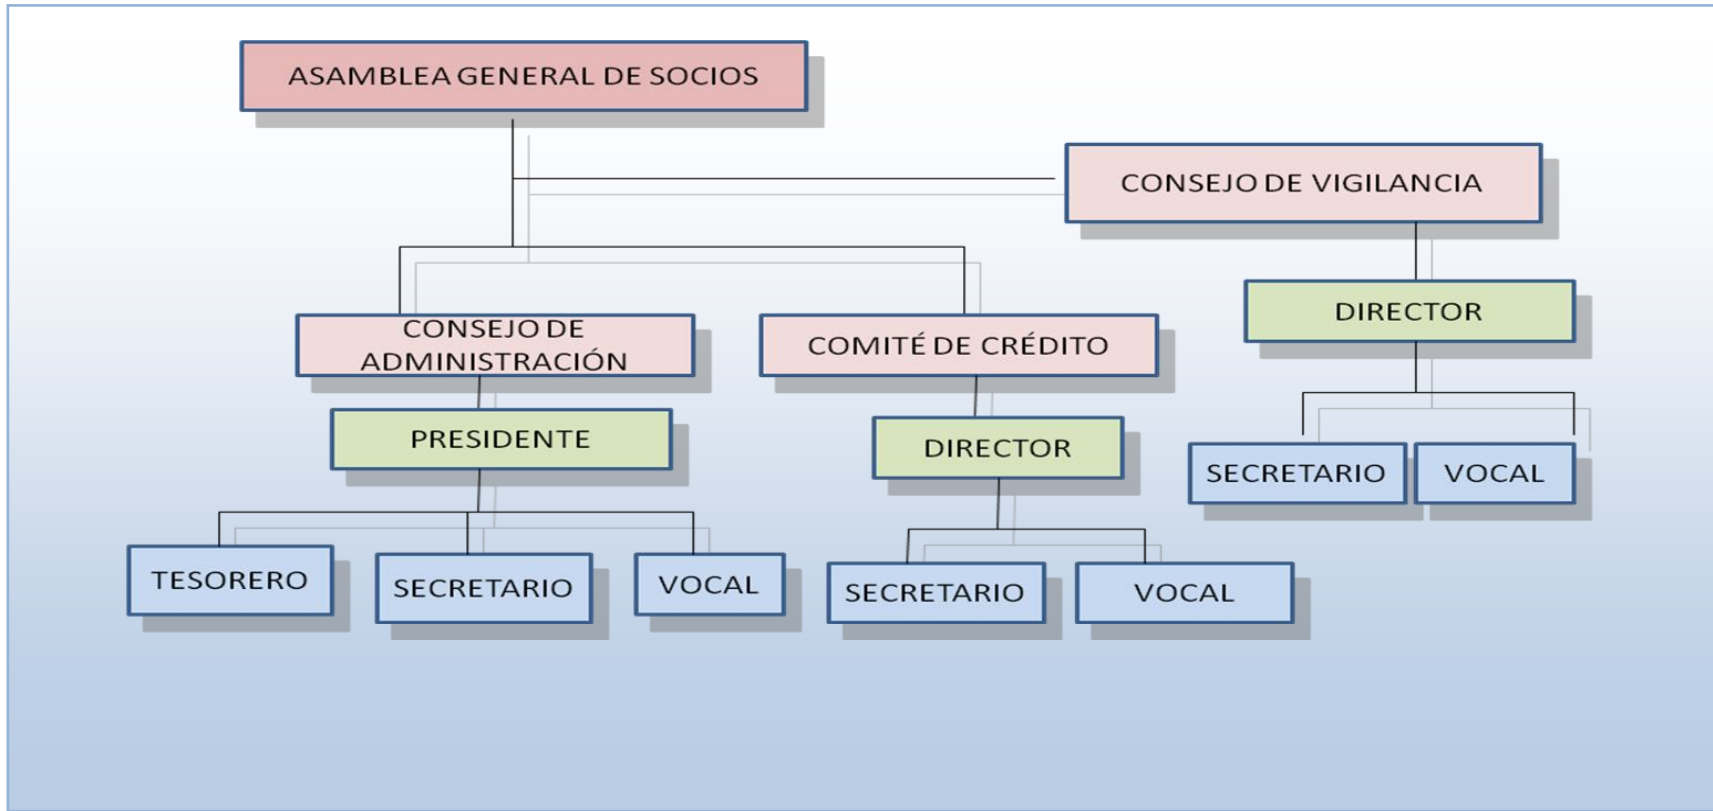 ASAMBLEA GENERAL DE SOCIOS
CONSEJO DE VIGILANCIA
DIRECTOR
CONSEJO DE
ADMINISTRACIÓN
COMITÉ DE CRÉDITO
PRESIDENTE
DIRECTOR
SECRETARIO
VOCAL
TESORERO
SECRETARIO
VOCAL
SECRETARIO
VOCAL